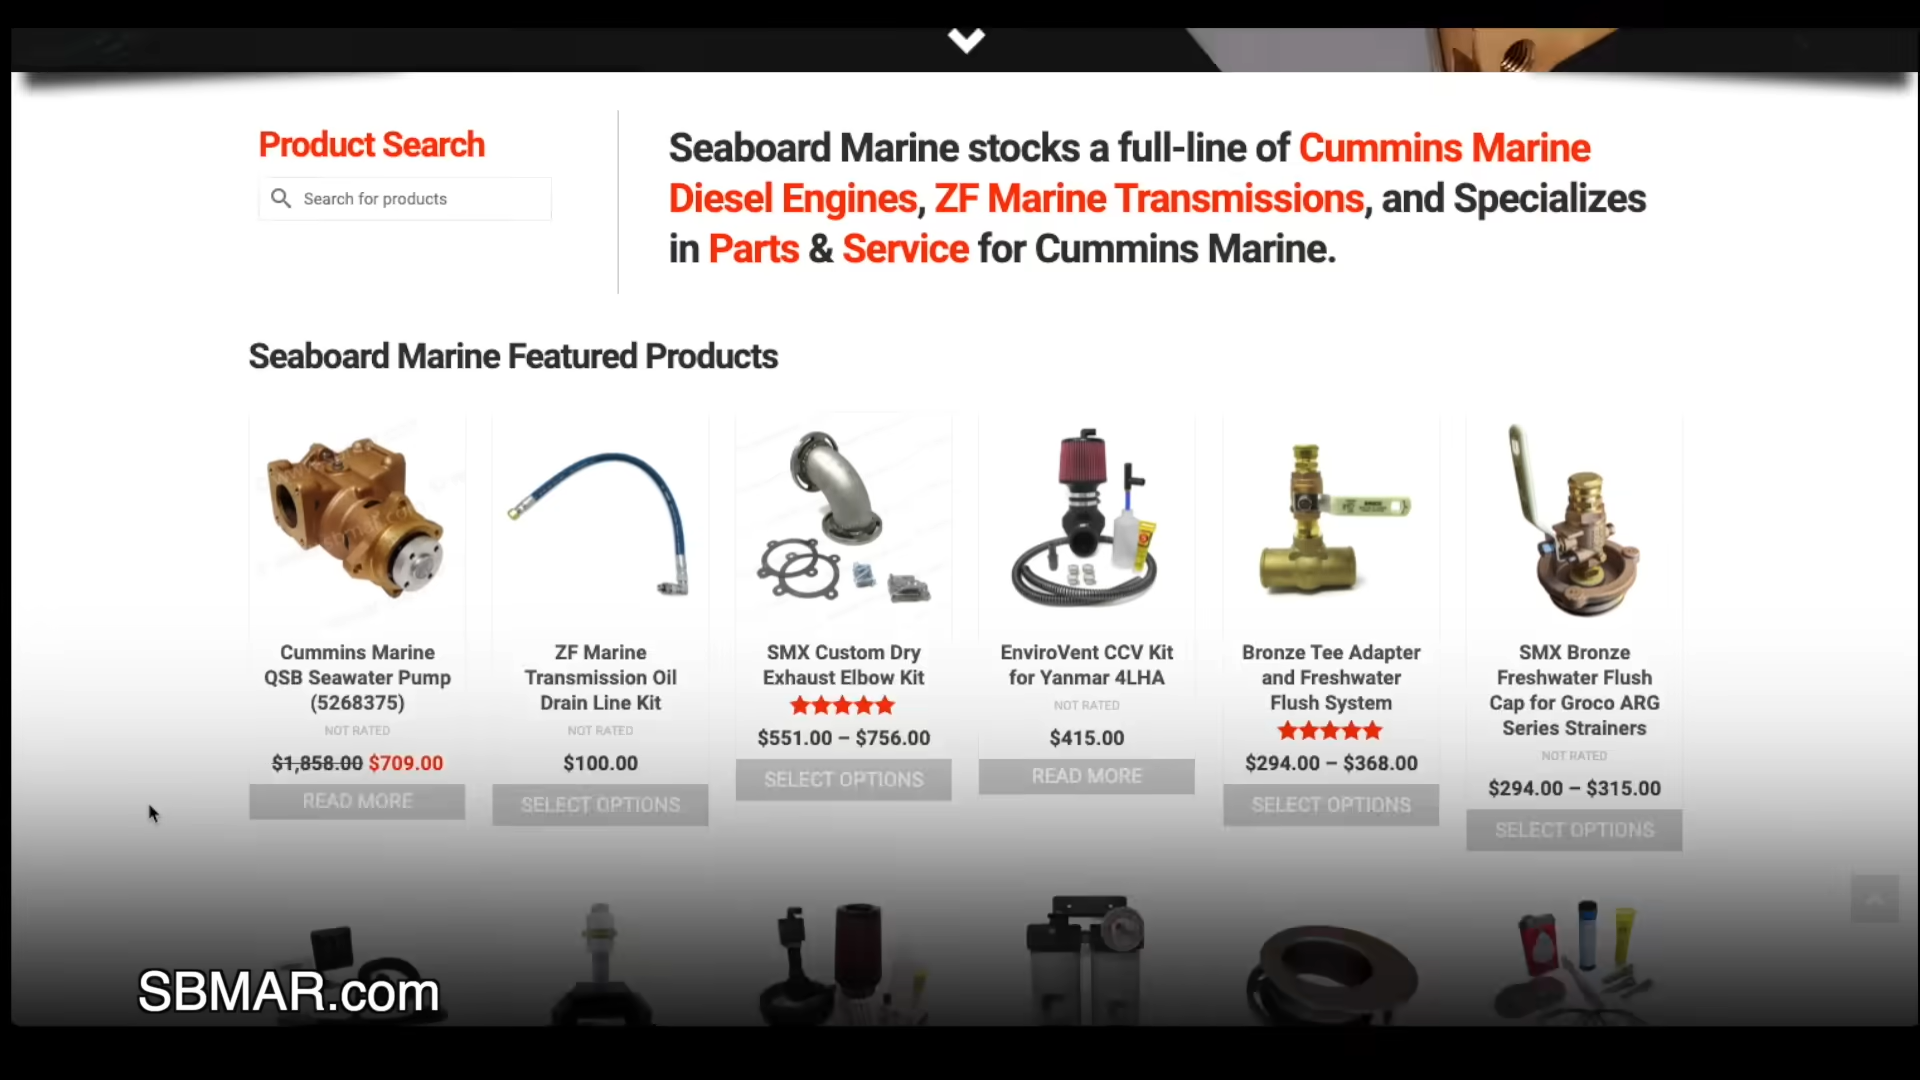 Product Search
Search for products
Seaboard Marine stocks a full-line of Cummins Marine
Diesel Engines, ZF Marine Transmissions, and Specializes
in Parts & Service for Cummins Marine.
Seaboard Marine Featured Products
Cummins Marine
QSB Seawater Pump
(5268375)
NOT RATED
$1,858.00 $709.00
READ MORE
ZF Marine
Transmission Oil
Drain Line Kit
NOT RATED
$100.00
SELECT OPTIONS
SMX Custom Dry
Exhaust Elbow Kit
$551.00 – $756.00
SELECT OPTIONS
EnviroVent CCV Kit
for Yanmar 4LHA
NOT RATED
$415.00
READ MORE
Bronze Tee Adapter
and Freshwater
Flush System
$294.00 – $368.00
SELECT OPTIONS
SMX Bronze
Freshwater Flush
Cap for Groco ARG
Series Strainers
NOT RATED
$294.00 – $315.00
SELECT OPTIONS
SBMAR.com